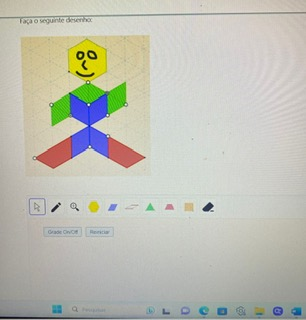 Faça o seguinte desenho:
Grade On/Off Reiniciar
Pesquisar